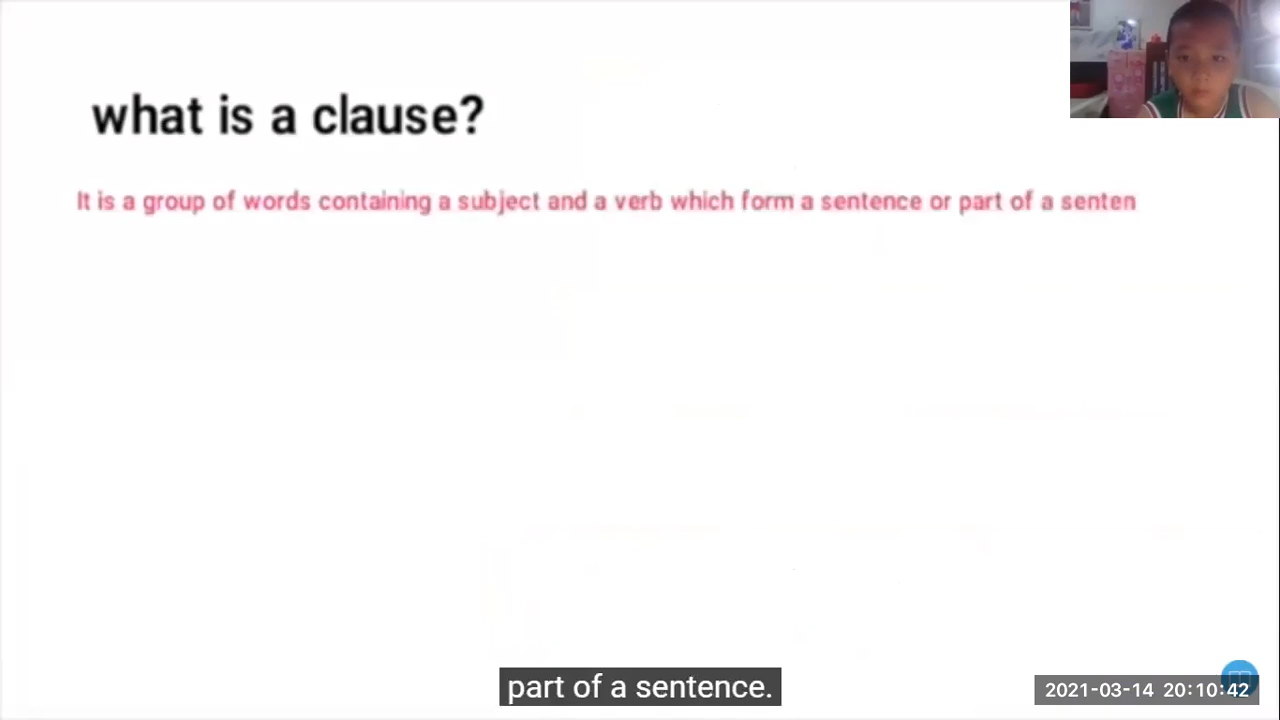 what is a clause?
It is a group of words containing a subject and a verb which form a sentence or part of a senten
part of a sentence.
2021-03-14 20:10:42